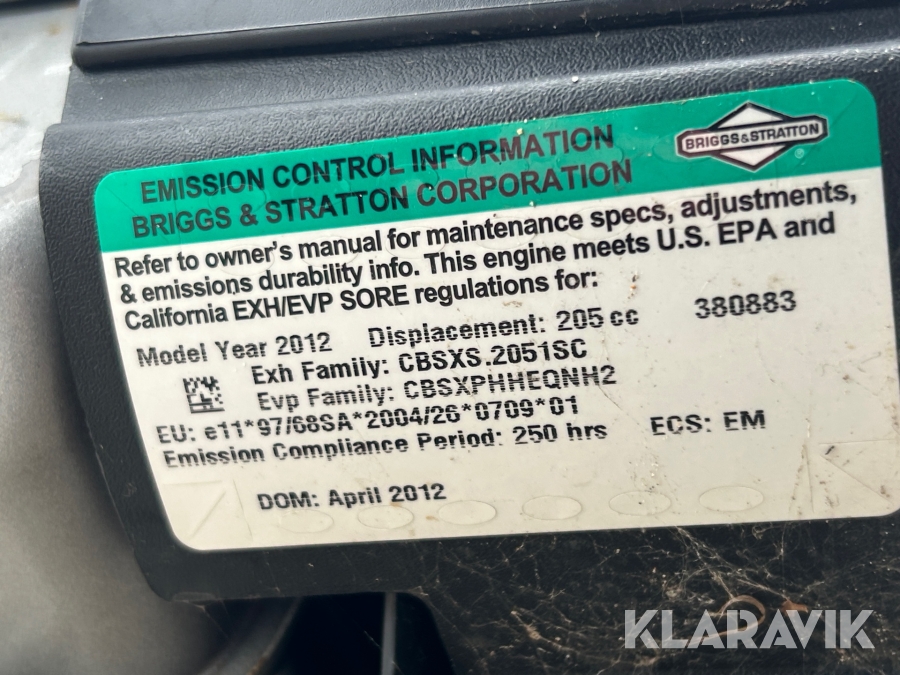 EMISSION CONTROL INFORMATION
BRIGGS & STRATTON CORPORATION
BRIGGS&STRATTON
®
Refer to owner's manual for maintenance specs, adjustments,
& emissions durability info. This engine meets U.S. EPA and
California EXH/EVP SORE regulations for:
Model Year 2012 Displacement: 205 cc 380883
Exh Family: CBSXS.2051SC
Evp Family: CBSXPHHEQNH2
EU: e11*97/68SA*2004/26*0709*01
Emission Compliance Period: 250 hrs ECS: EM
DOM: April 2012
KLARAVIK